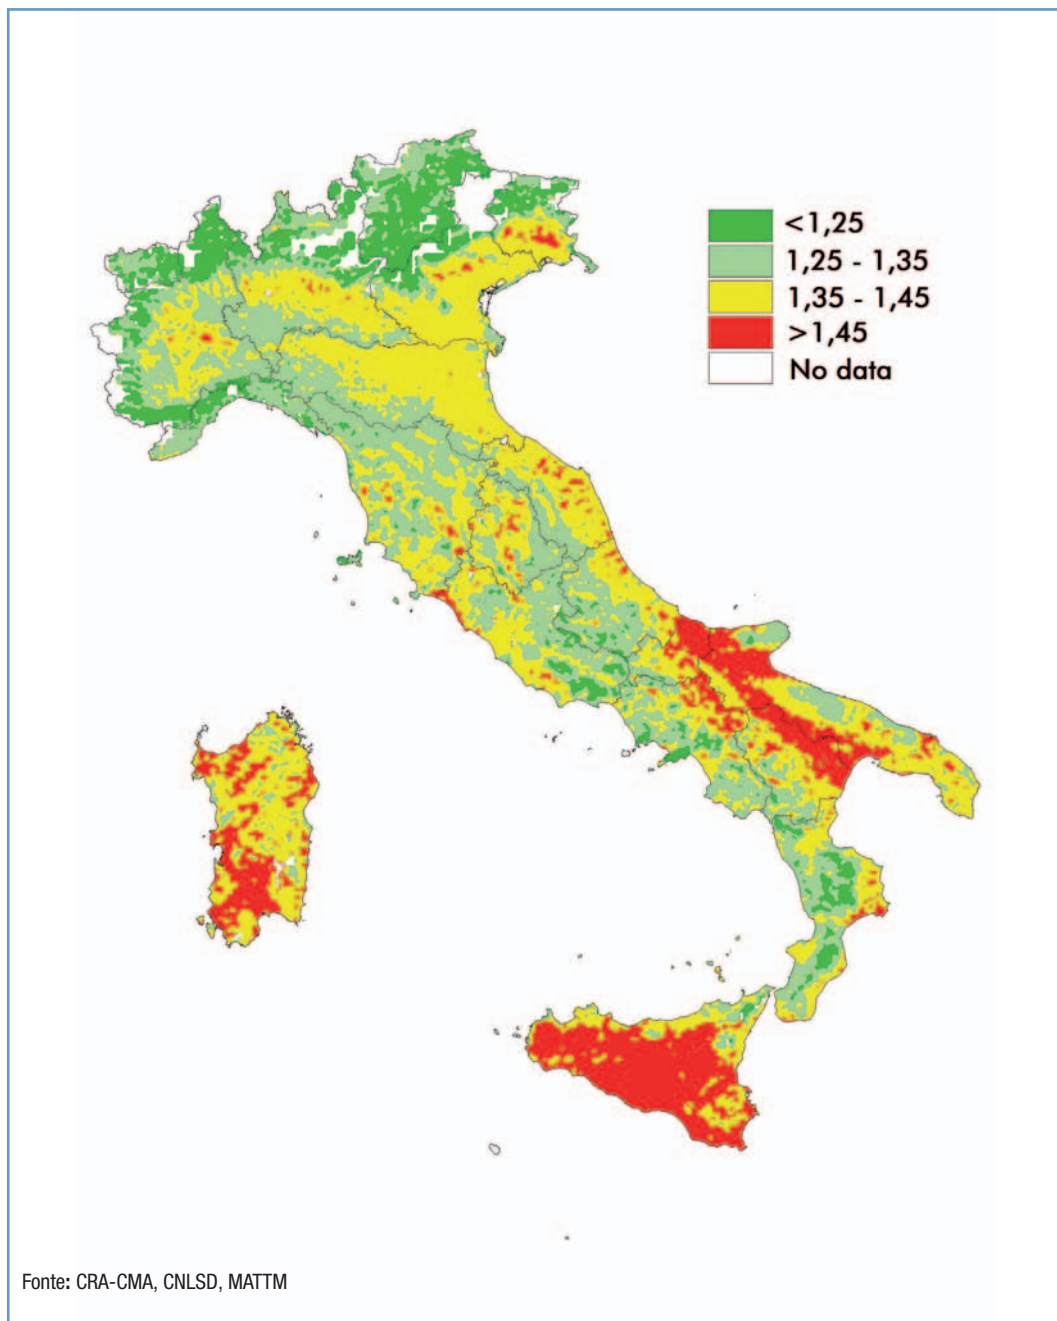 <1,25
1,25 - 1,35
1,35 - 1,45
>1,45
No data
Fonte: CRA-CMA, CNLSD, MATTM